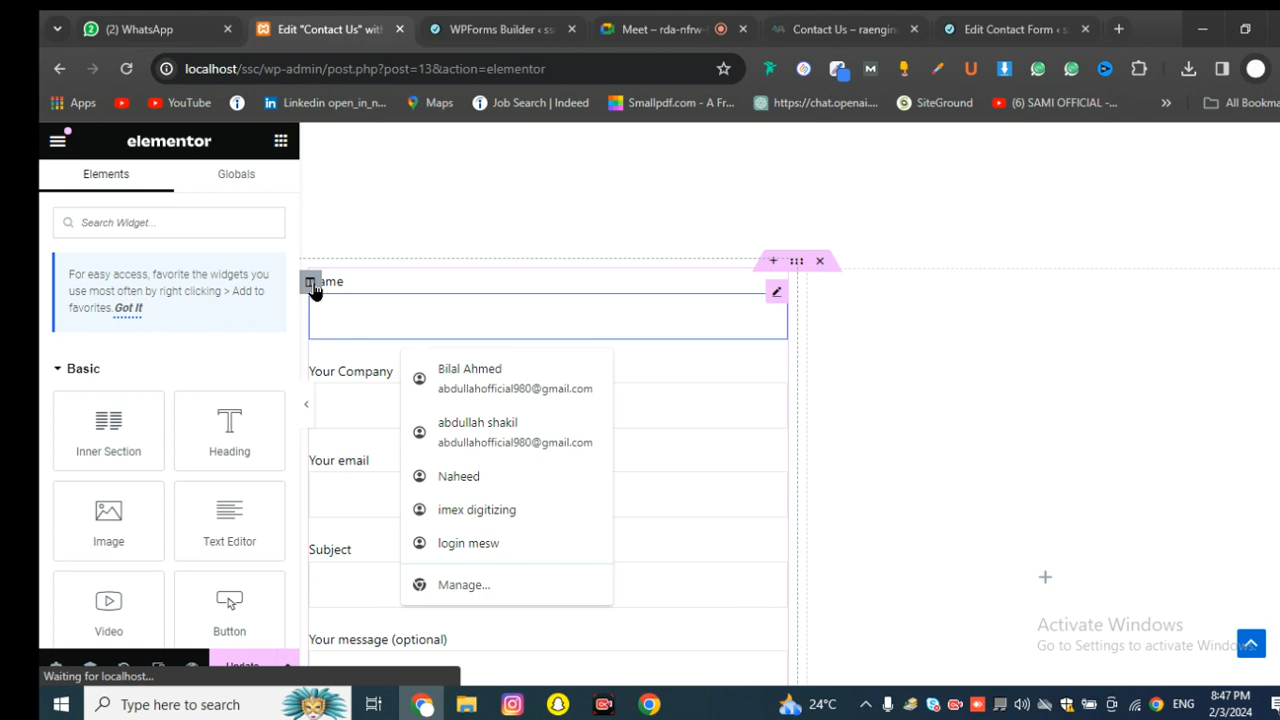 (2) WhatsApp
Edit "Contact Us" with
WPForms Builder ‹ ss
Meet – rda-nfrw-
Contact Us – raengin
Edit Contact Form ‹ s
localhost/ssc/wp-admin/post.php?post=13&action=elementor
Apps
YouTube
Linkedin open_in_n...
Maps
Job Search | Indeed
Smallpdf.com - A Fr...
https://chat.openai....
SiteGround
(6) SAMI OFFICIAL -...
»
All Bookma
elementor
Elements
Globals
Search Widget...
For easy access, favorite the widgets you
use most often by right clicking > Add to
favorites. Got It
Basic
Inner Section
Heading
Image
Text Editor
Video
Button
Update
ame
Your Company
Your email
Subject
Your message (optional)
Bilal Ahmed
abdullahofficial980@gmail.com
abdullah shakil
abdullahofficial980@gmail.com
Naheed
imex digitizing
login mesw
Manage...
Activate Windows
Go to Settings to activate Windows.
Waiting for localhost...
Type here to search
24°C
ENG
8:47 PM
2/3/2024